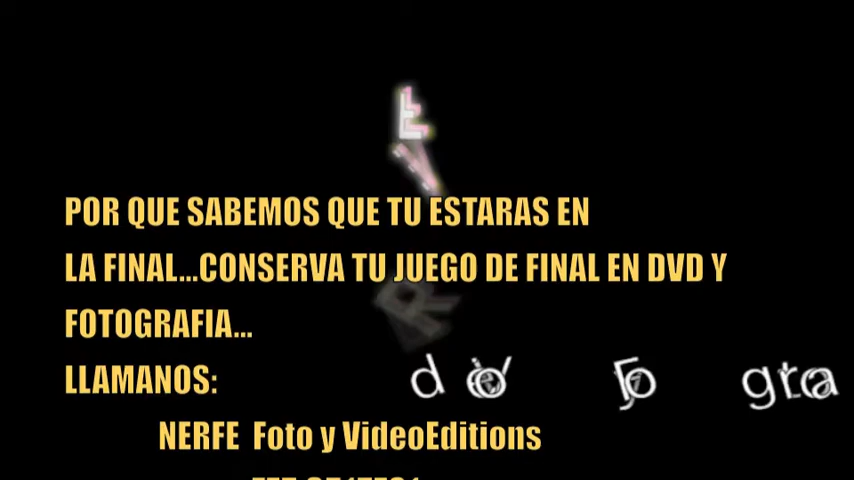 POR QUE SABEMOS QUE TU ESTARAS EN
LA FINAL...CONSERVA TU JUEGO DE FINAL EN DVD Y
FOTOGRAFIA...
LLAMANOS:
NERFE Foto y VideoEditions